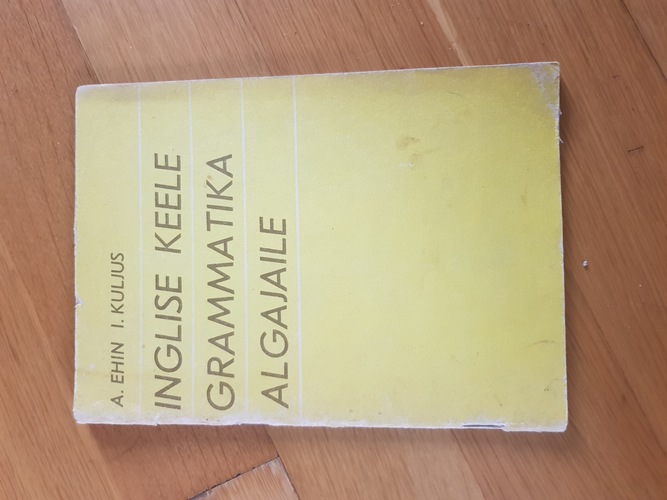 A. EHIN I. KULJUS
INGLISE KEELE
GRAMMATIKA
ALGAJAILE